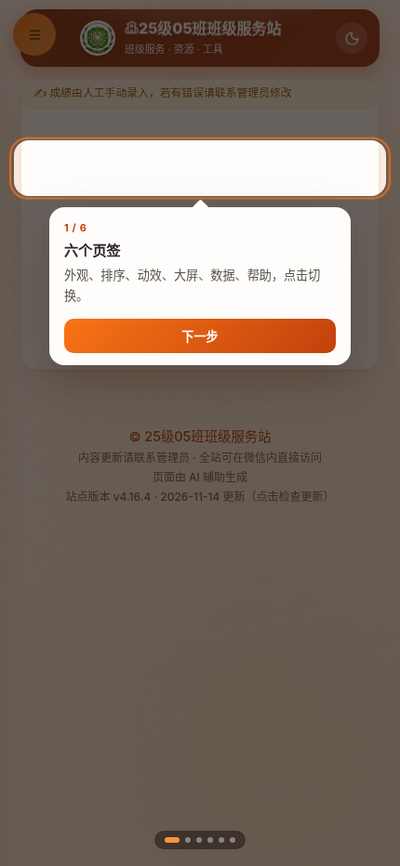 25级05班班级服务站
班级服务 · 资源 · 工具
成绩由人工手动录入，若有错误请联系管理员修改
1 / 6
六个页签
外观、排序、动效、大屏、数据、帮助，点击切
换。
下一步
© 25级05班班级服务站
内容更新请联系管理员 · 全站可在微信内直接访问
页面由 AI 辅助生成
站点版本 v4.16.4 · 2026-11-14 更新（点击检查更新）